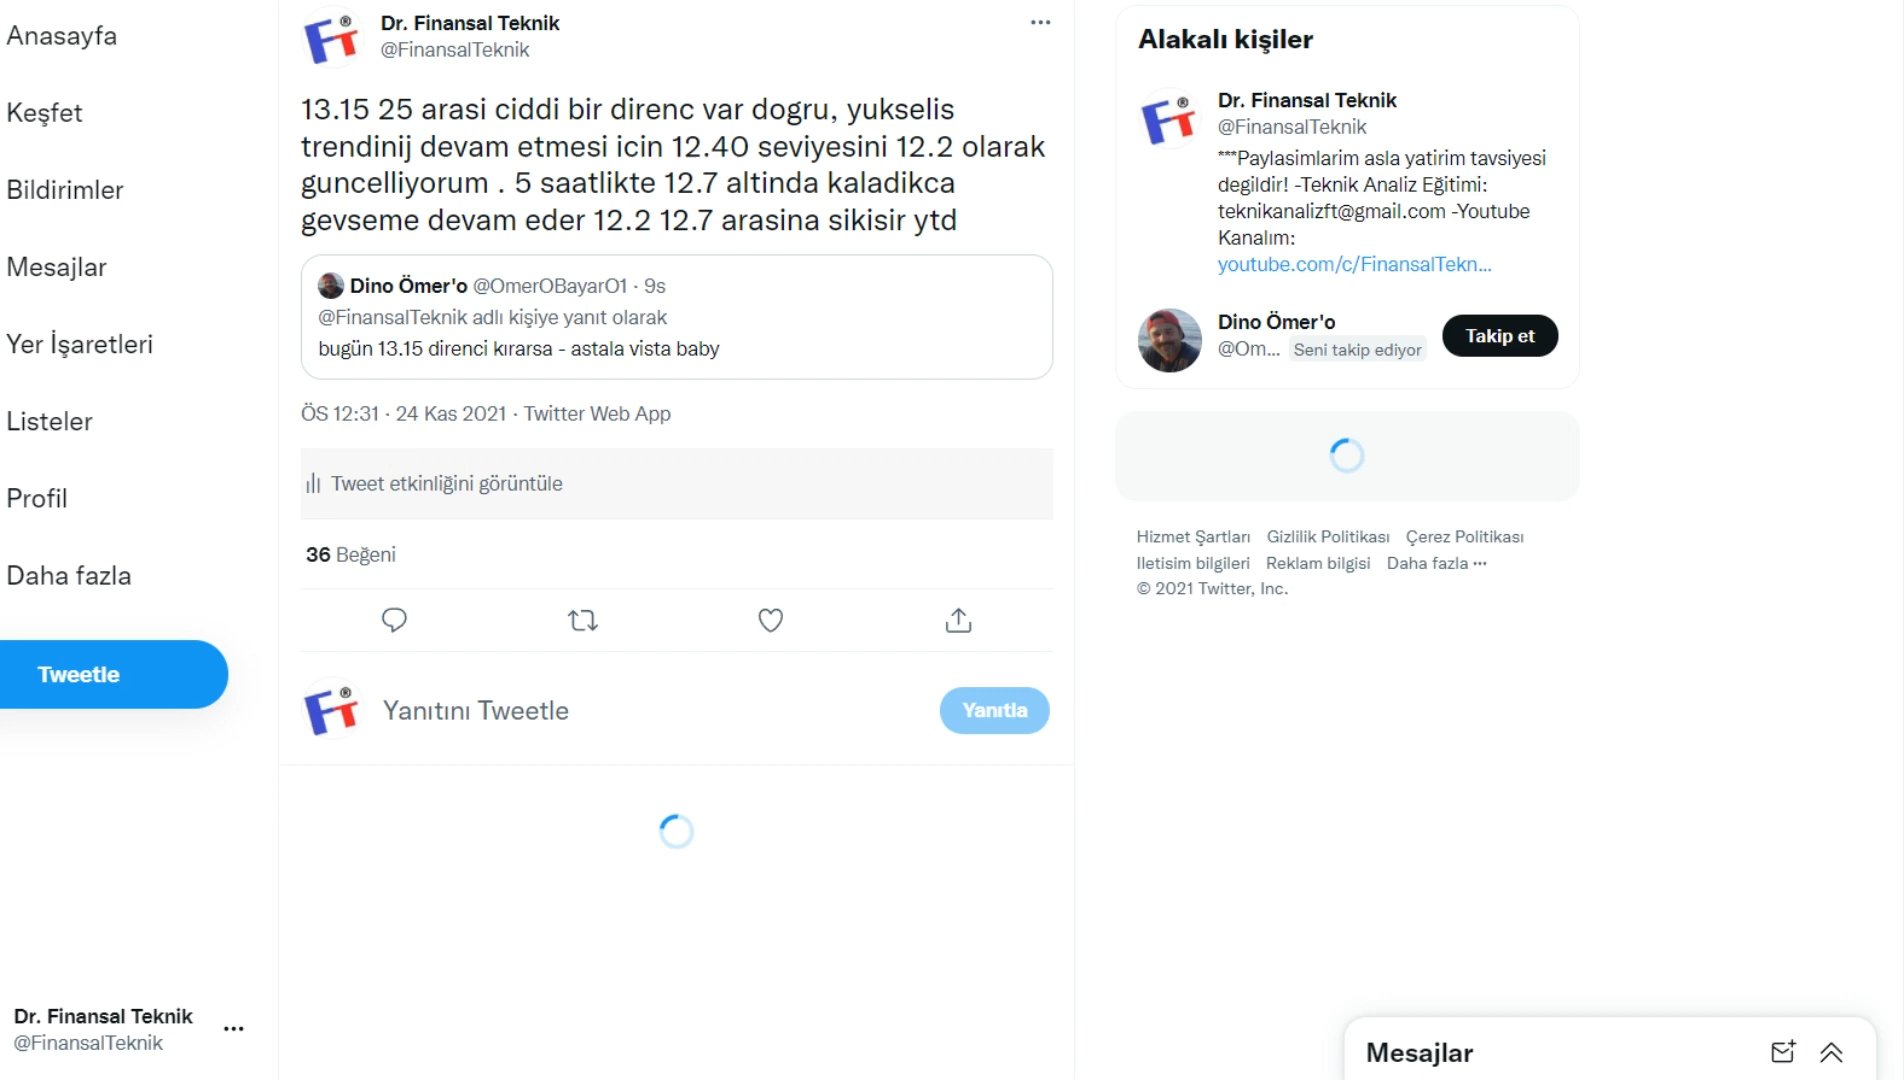 Anasayfa
Keşfet
Bildirimler
Mesajlar
Yer İşaretleri
Listeler
Profil
Daha fazla
Tweetle
Dr. Finansal Teknik
@FinansalTeknik
FT®
Dr. Finansal Teknik
@FinansalTeknik
13.15 25 arasi ciddi bir direnc var dogru, yukselis
trendinij devam etmesi icin 12.40 seviyesini 12.2 olarak
guncelliyorum . 5 saatlikte 12.7 altinda kaladikca
gevseme devam eder 12.2 12.7 arasina sikisir ytd
Dino Ömer'o @OmerOBayarO1 · 9s
@FinansalTeknik adlı kişiye yanıt olarak
bugün 13.15 direnci kırarsa - astala vista baby
ÖS 12:31 · 24 Kas 2021 · Twitter Web App
Tweet etkinliğini görüntüle
36 Beğeni
FT®
Yanıtını Tweetle
Yanıtla
Alakalı kişiler
FT®
Dr. Finansal Teknik
@FinansalTeknik
***Paylasimlarim asla yatirim tavsiyesi
degildir! -Teknik Analiz Eğitimi:
teknikanalizft@gmail.com -Youtube
Kanalım:
youtube.com/c/FinansalTekn...
Dino Ömer'o
@Om... Seni takip ediyor
Takip et
Hizmet Şartları Gizlilik Politikası Çerez Politikası
Iletisim bilgileri Reklam bilgisi Daha fazla ···
© 2021 Twitter, Inc.
Mesajlar